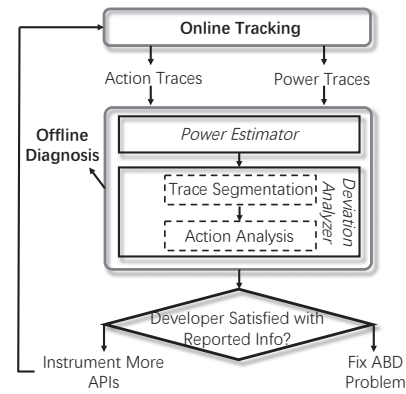 Online Tracking
Action Traces
Power Traces
Offline
Diagnosis
Power Estimator
Trace Segmentation
Action Analysis
Deviation
Analyzer
Developer Satisfied with
Reported Info?
Instrument More
APIs
Fix ABD
Problem